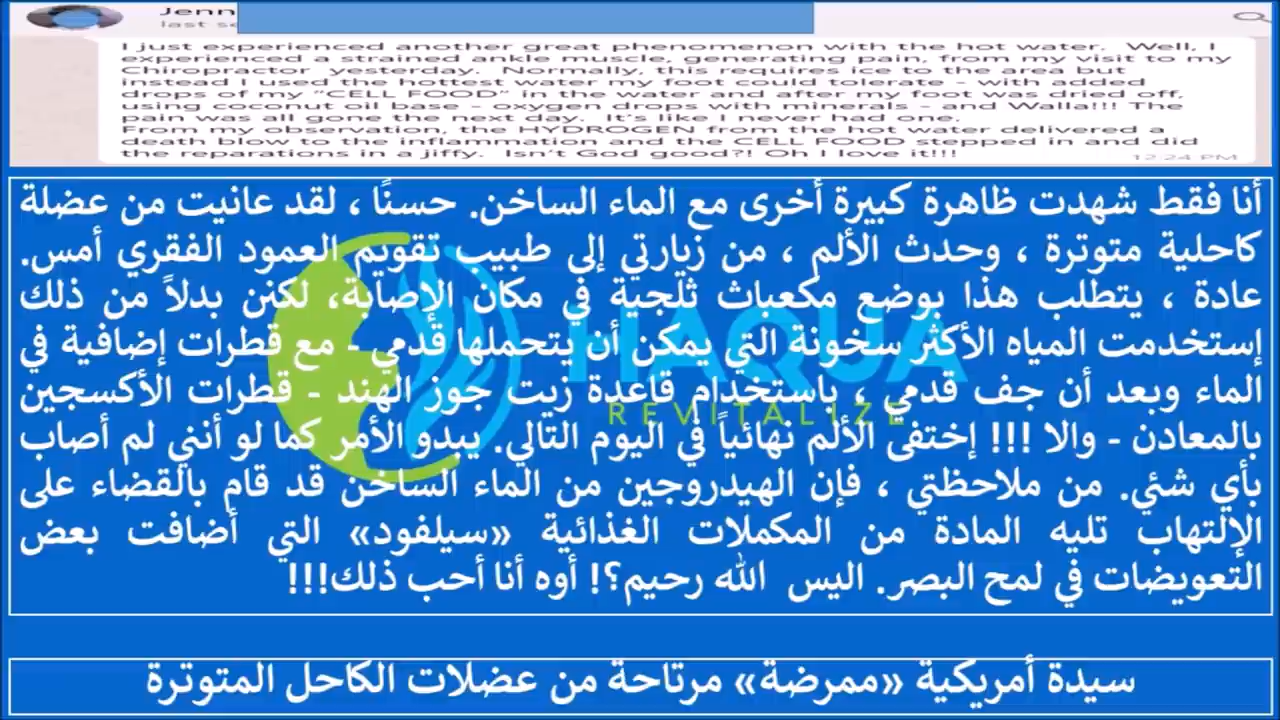 Jenn
I just experienced another great phenomenon with the hot water. Well, I
experienced a strained ankle muscle, generating pain, from my visit to my
Chiropractor yesterday. Normally, this requires ice to the area but
instead I used the hottest water my foot could tolerate - with added
drops of my "CELL FOOD" in the water and after my foot was dried off,
using coconut oil base - oxygen drops with minerals - and Walla!!! The
pain was all gone the next day. It's like I never had one.
From my observation, the HYDROGEN from the hot water delivered a
death blow to the inflammation and the CELL FOOD stepped in and did
the reparations in a jiffy. Isn't God good?! Oh I love it!!!
12:24 PM
أنا فقط شهدت ظاهرة كبيرة أخرى مع الماء الساخن. حسنًا ، لقد عانيت من عضلة
كاحلية متوترة ، وحدث الألم ، من زيارتي إلى طبيب تقويم العمود الفقري أمس.
عادة ، يتطلب هذا بوضع مكعباث ثلجية في مكان الإصابة، لكنن بدلاً من ذلك
إستخدمت المياه الأكثر سخونة التي يمكن أن يتحملها قدمي - مع قطرات إضافية في
الماء وبعد أن جف قدمي ، باستخدام قاعدة زيت جوز الهند - قطرات الأكسجين
بالمعادن - والا !!! إختفى الألم نهائياً في اليوم التالي. يبدو الأمر كما لو أنني لم أصاب
بأي شئي. من ملاحظتي ، فإن الهيدروجين من الماء الساخن قد قام بالقضاء على
الإلتهاب تليه المادة من المكملات الغذائية «سيلفود» التي أضافت بعض
التعويضات في لمح البصر. اليس الله رحيم؟! أوه أنا أحب ذلك!!!
HAQUA
REVITALIZE
سيدة أمريكية «ممرضة» مرتاحة من عضلات الكاحل المتوترة